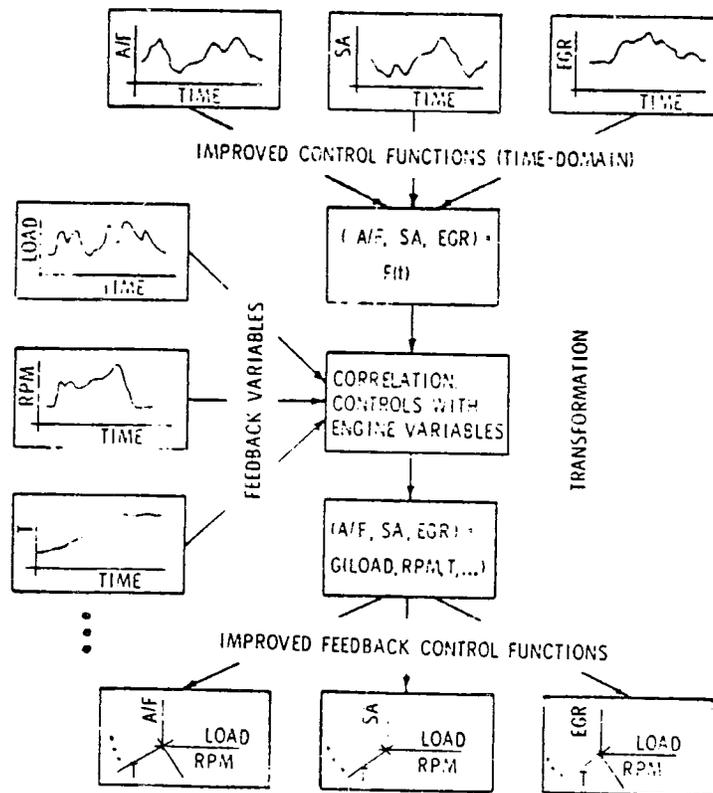 A/F
TIME
SA
TIME
EGR
TIME
IMPROVED CONTROL FUNCTIONS (TIME-DOMAIN)
LOAD
TIME
RPM
TIME
T
TIME
FEEDBACK VARIABLES
(A/F, SA, EGR) =
F(t)
CORRELATION
CONTROLS WITH
ENGINE VARIABLES
(A/F, SA, EGR) =
G(LOAD, RPM, T, ...)
TRANSFORMATION
IMPROVED FEEDBACK CONTROL FUNCTIONS
A/F
LOAD
RPM
T
SA
LOAD
RPM
T
EGR
LOAD
RPM
T